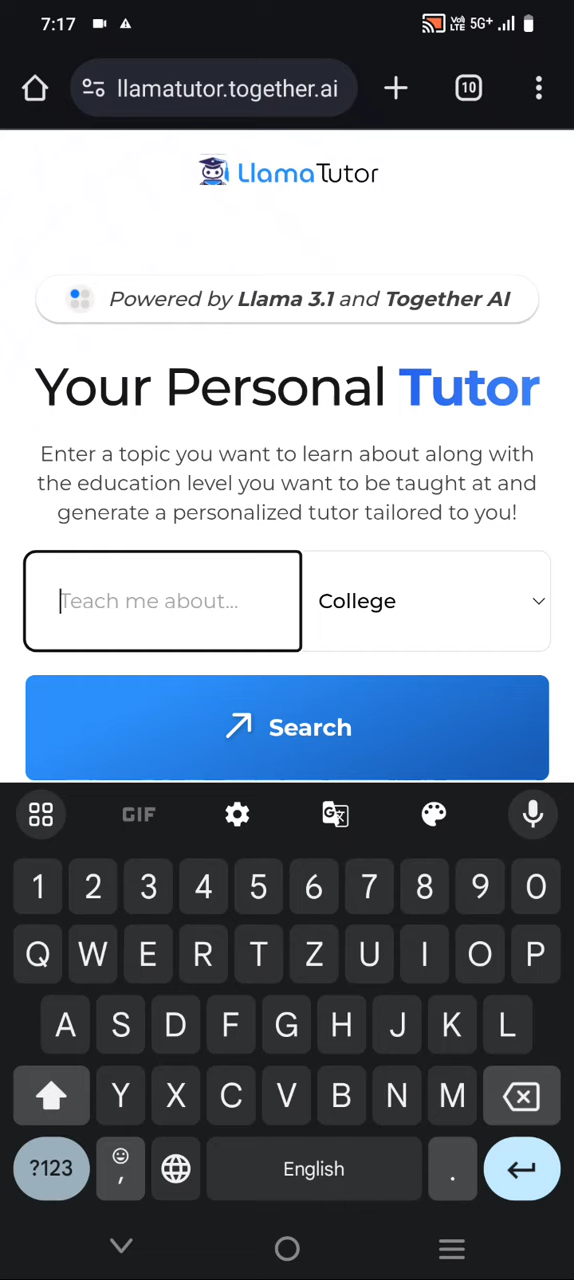 7:17 Vo) LTE 5G+
llamatutor.together.ai 10
LlamaTutor
Powered by Llama 3.1 and Together AI
Your Personal Tutor
Enter a topic you want to learn about along with
the education level you want to be taught at and
generate a personalized tutor tailored to you!
Teach me about... College
Search
GIF G
1 2 3 4 5 6 7 8 9 0
Q W E R T Z U I O P
A S D F G H J K L
Y X C V B N M
?123 , English .